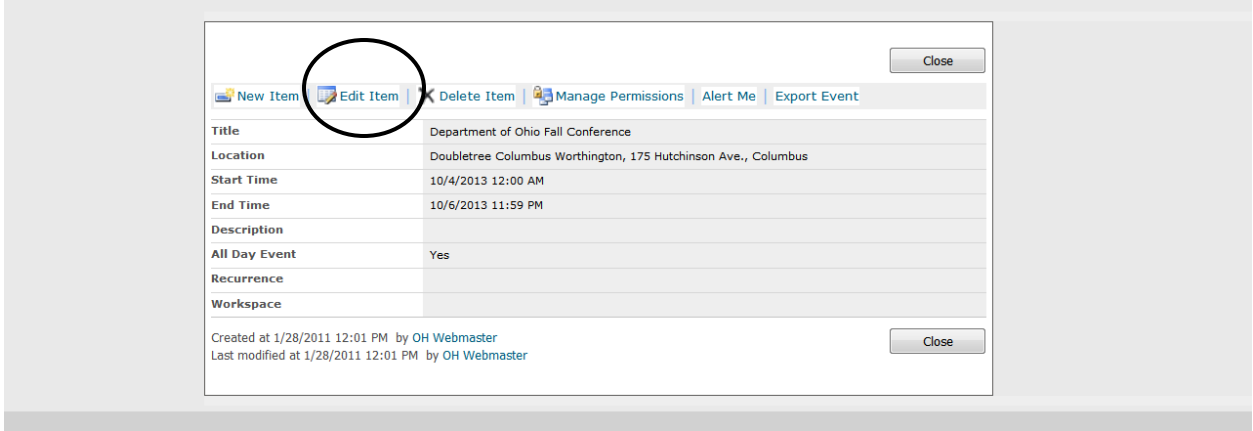 Close
New Item | Edit Item | Delete Item | Manage Permissions | Alert Me | Export Event
Title Department of Ohio Fall Conference
Location Doubletree Columbus Worthington, 175 Hutchinson Ave., Columbus
Start Time 10/4/2013 12:00 AM
End Time 10/6/2013 11:59 PM
Description
All Day Event Yes
Recurrence
Workspace
Created at 1/28/2011 12:01 PM by OH Webmaster
Close
Last modified at 1/28/2011 12:01 PM by OH Webmaster